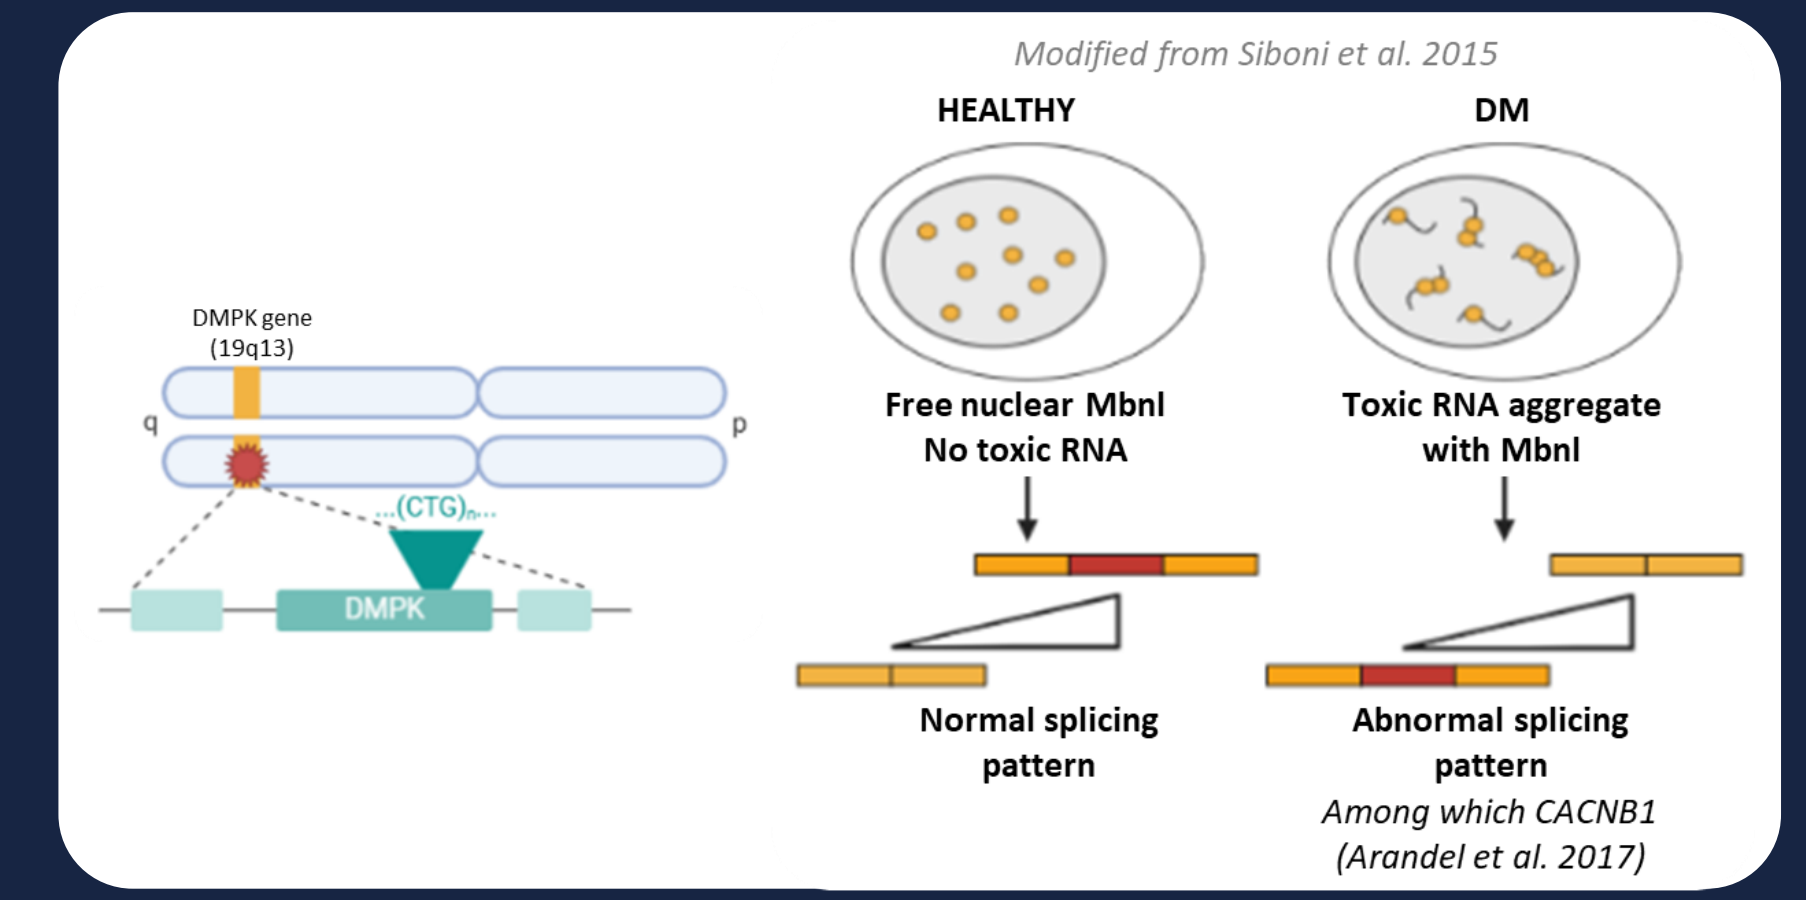 Modified from Siboni et al. 2015
DMPK gene
(19q13)
q
p
...(CTG)n...
DMPK
HEALTHY
Free nuclear Mbnl
No toxic RNA
Normal splicing
pattern
DM
Toxic RNA aggregate
with Mbnl
Abnormal splicing
pattern
Among which CACNB1
(Arandel et al. 2017)